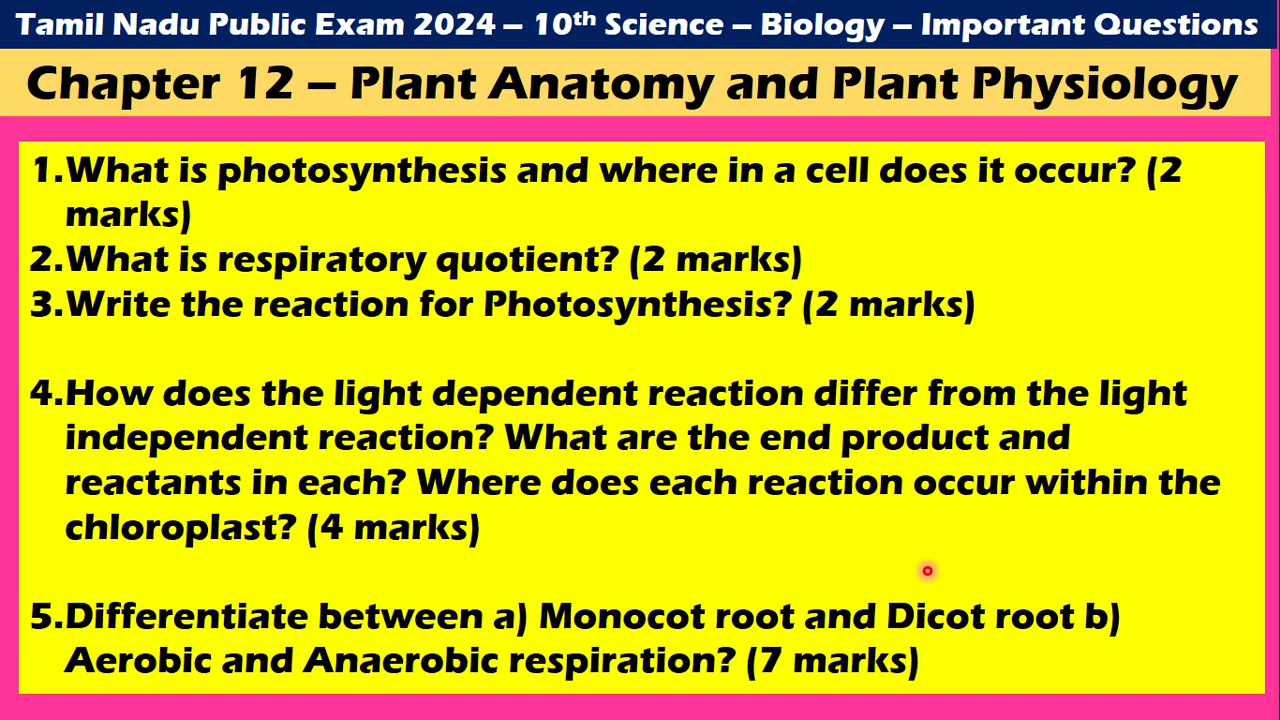 Tamil Nadu Public Exam 2024 – 10th Science – Biology – Important Questions
Chapter 12 – Plant Anatomy and Plant Physiology
1.What is photosynthesis and where in a cell does it occur? (2
marks)
2.What is respiratory quotient? (2 marks)
3.Write the reaction for Photosynthesis? (2 marks)
4.How does the light dependent reaction differ from the light
independent reaction? What are the end product and
reactants in each? Where does each reaction occur within the
chloroplast? (4 marks)
5.Differentiate between a) Monocot root and Dicot root b)
Aerobic and Anaerobic respiration? (7 marks)